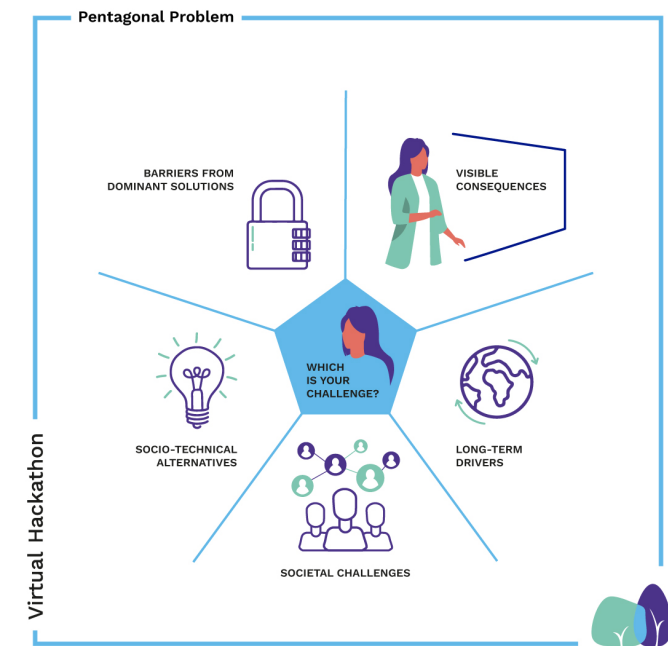 Pentagonal Problem
BARRIERS FROM
DOMINANT SOLUTIONS
VISIBLE
CONSEQUENCES
WHICH
IS YOUR
CHALLENGE?
SOCIO-TECHNICAL
ALTERNATIVES
LONG-TERM
DRIVERS
SOCIETAL CHALLENGES
Virtual Hackathon